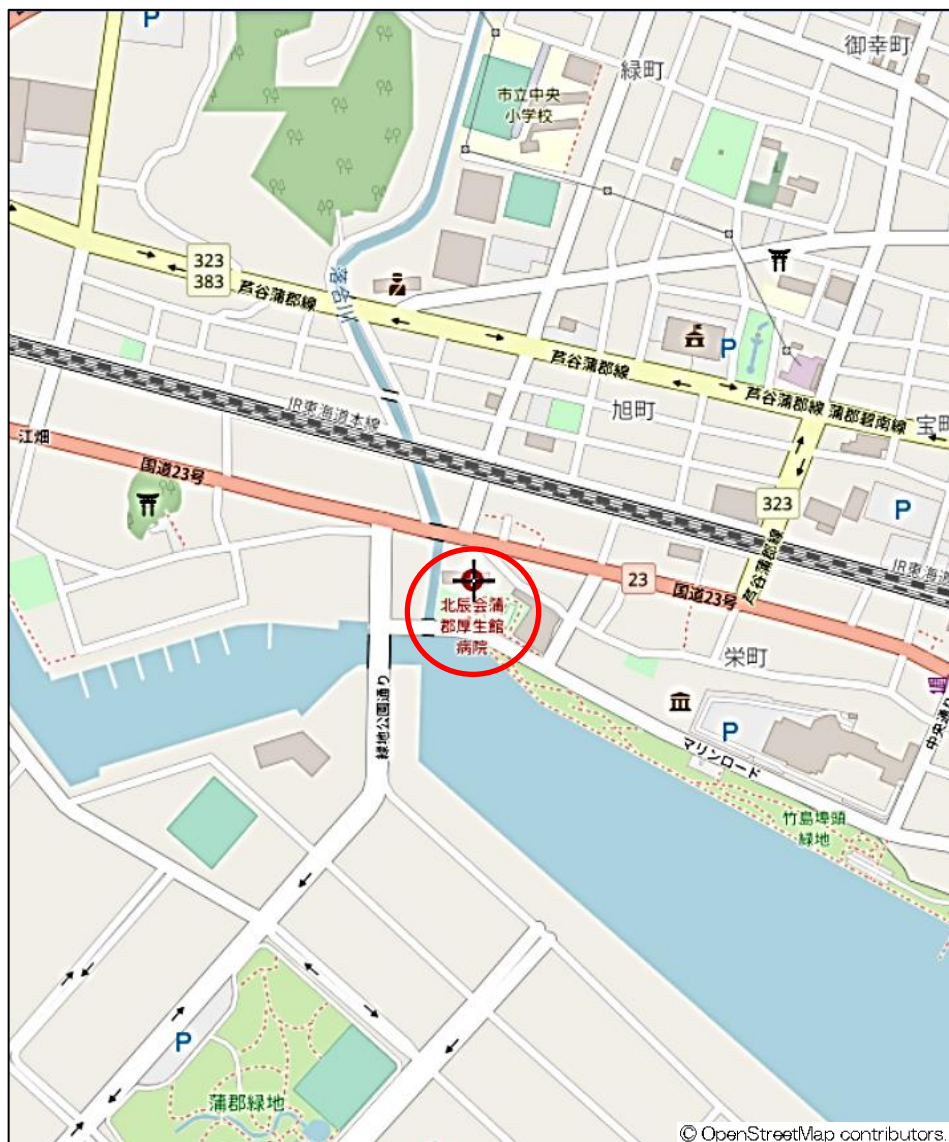 P
御幸町
緑町
市立中央
小学校
323
383
落合川
芦谷蒲郡線
芦谷蒲郡線
P
芦谷蒲郡線 蒲郡碧南線
JR東海道本線
旭町
宝町
江畑
国道23号
323
P
芦谷蒲郡線
JR東海道
23
国道23号
北辰会蒲
郡厚生館
病院
栄町
中央通り
緑地公園通り
P
マリンロード
竹島埠頭
緑地
P
蒲郡緑地
© OpenStreetMap contributors